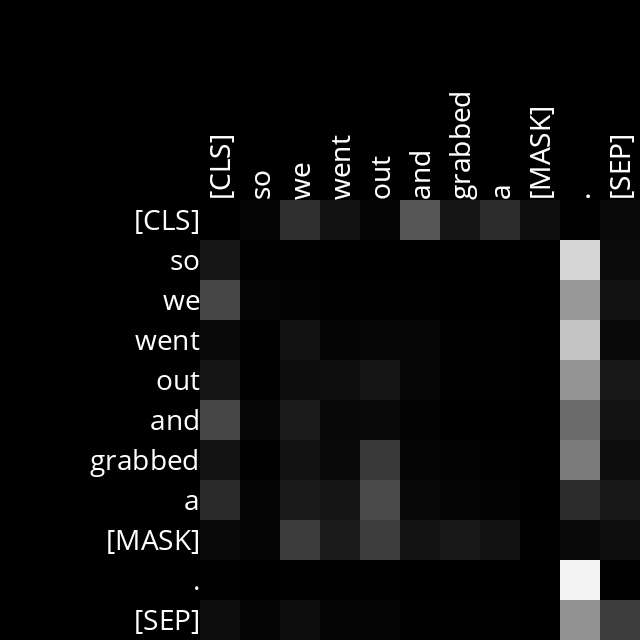 [CLS] so we went out and grabbed a [MASK] . [SEP]
[CLS]
so
we
went
out
and
grabbed
a
[MASK]
.
[SEP]